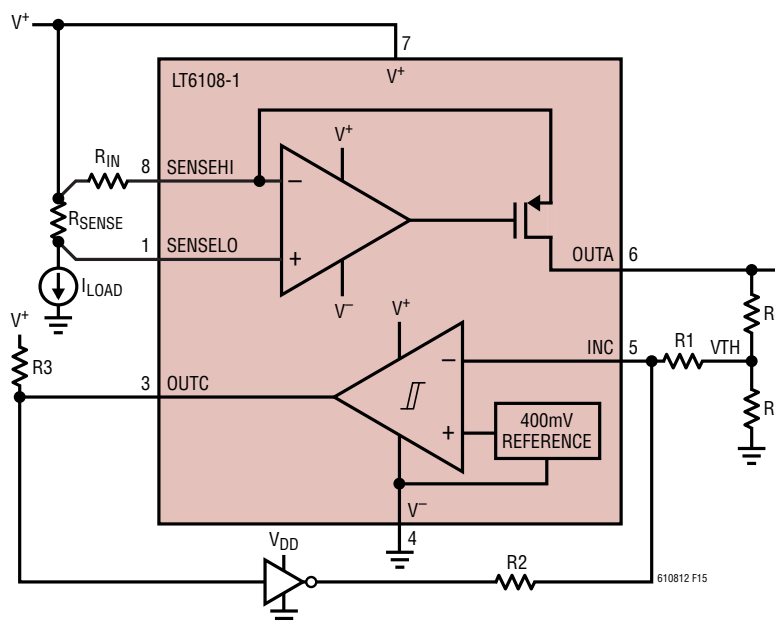 V+
7
V+
LT6108-1
V+
RIN
8
SENSEHI
−
RSENSE
1
SENSELO
+
OUTA
6
ILOAD
V−
V+
V+
R
R3
INC
5
R1
VTH
−
3
OUTC
400mV
REFERENCE
+
R
V−
4
VDD
R2
610812 F15